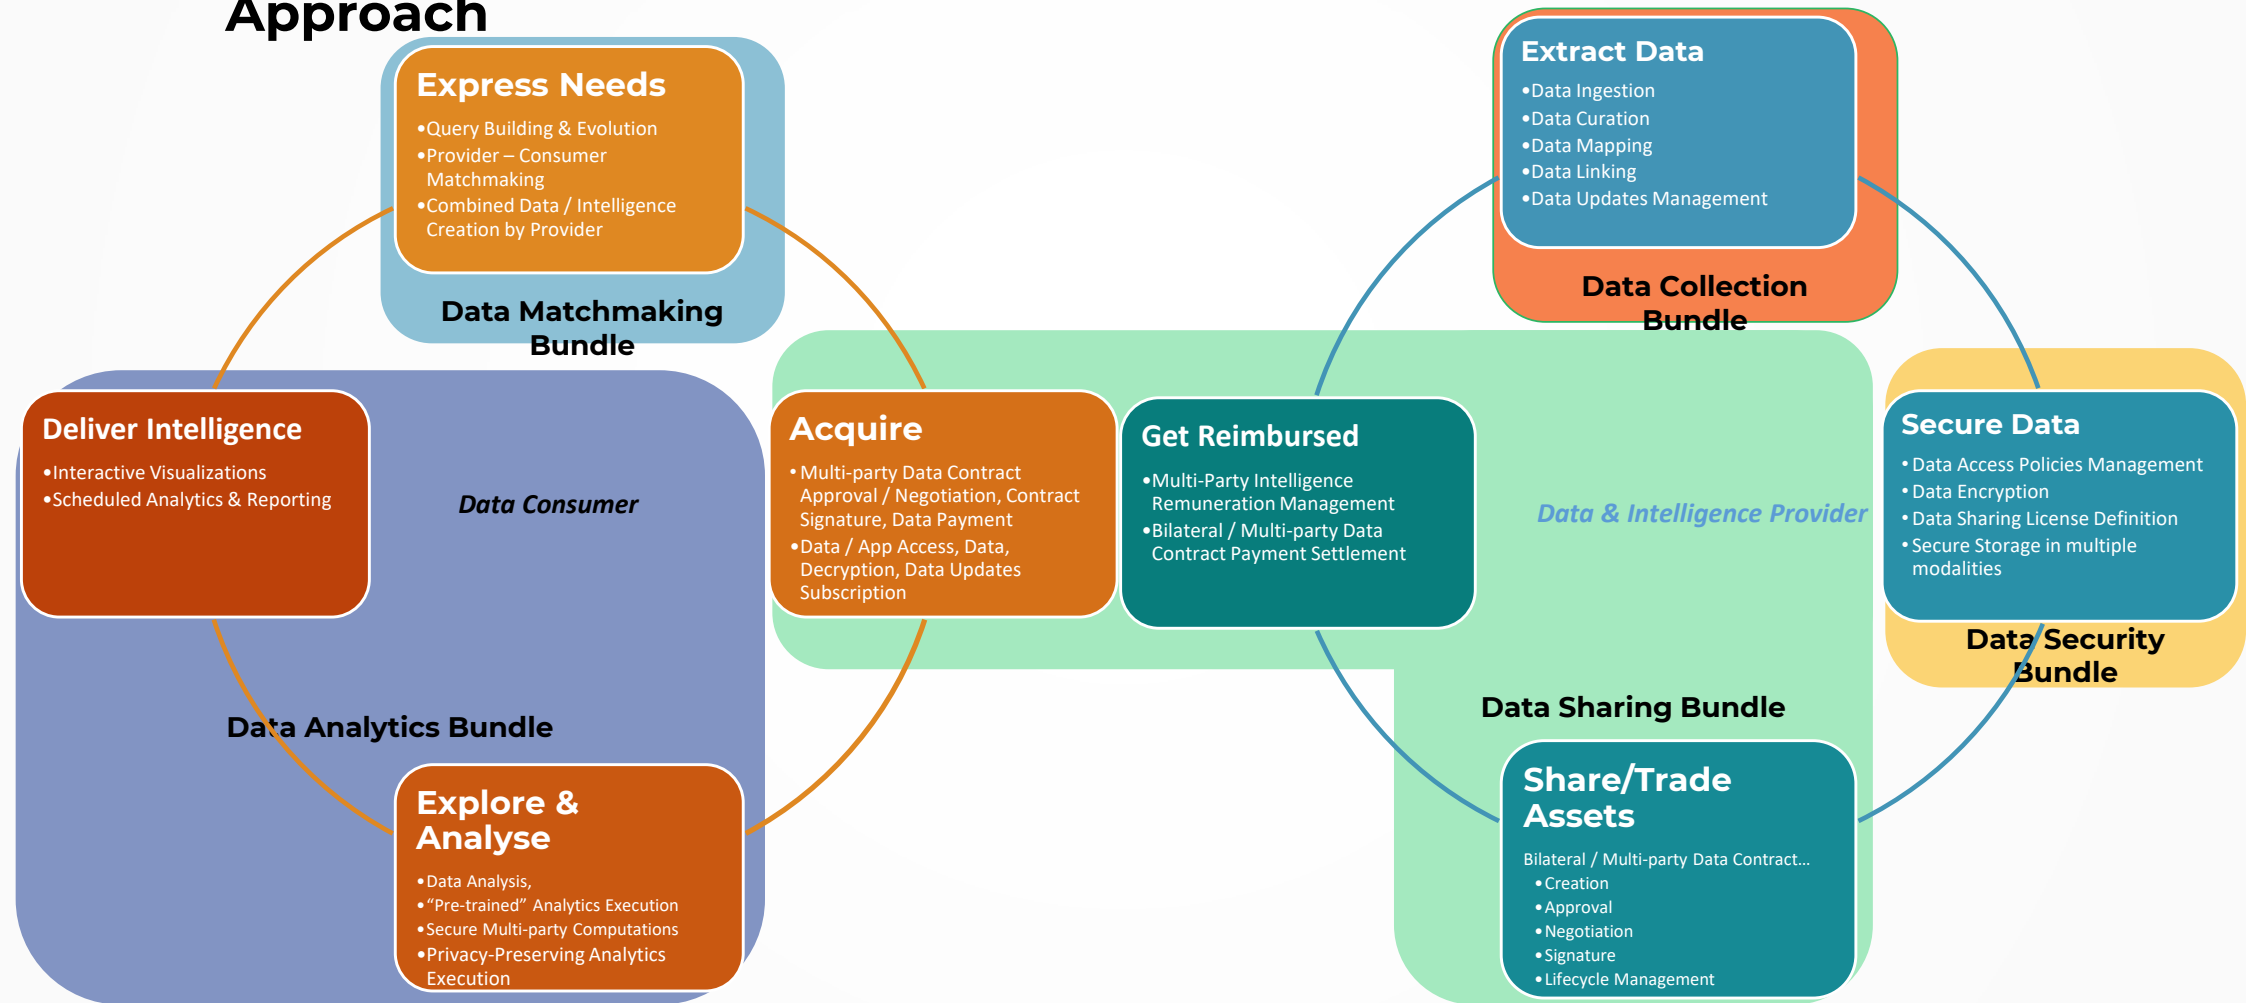 Approach
Express Needs
•Query Building & Evolution
•Provider – Consumer
Matchmaking
•Combined Data / Intelligence
Creation by Provider
Data Matchmaking
Bundle
Extract Data
•Data Ingestion
•Data Curation
•Data Mapping
•Data Linking
•Data Updates Management
Data Collection
Bundle
Deliver Intelligence
•Interactive Visualizations
•Scheduled Analytics & Reporting
Data Consumer
Acquire
•Multi-party Data Contract
Approval / Negotiation, Contract
Signature, Data Payment
•Data / App Access, Data,
Decryption, Data Updates
Subscription
Get Reimbursed
•Multi-Party Intelligence
Remuneration Management
•Bilateral / Multi-party Data
Contract Payment Settlement
Data & Intelligence Provider
Secure Data
•Data Access Policies Management
•Data Encryption
•Data Sharing License Definition
•Secure Storage in multiple
modalities
Data Security
Bundle
Data Analytics Bundle
Data Sharing Bundle
Explore &
Analyse
•Data Analysis,
•“Pre-trained” Analytics Execution
•Secure Multi-party Computations
•Privacy-Preserving Analytics
Execution
Share/Trade
Assets
Bilateral / Multi-party Data Contract…
•Creation
•Approval
•Negotiation
•Signature
•Lifecycle Management